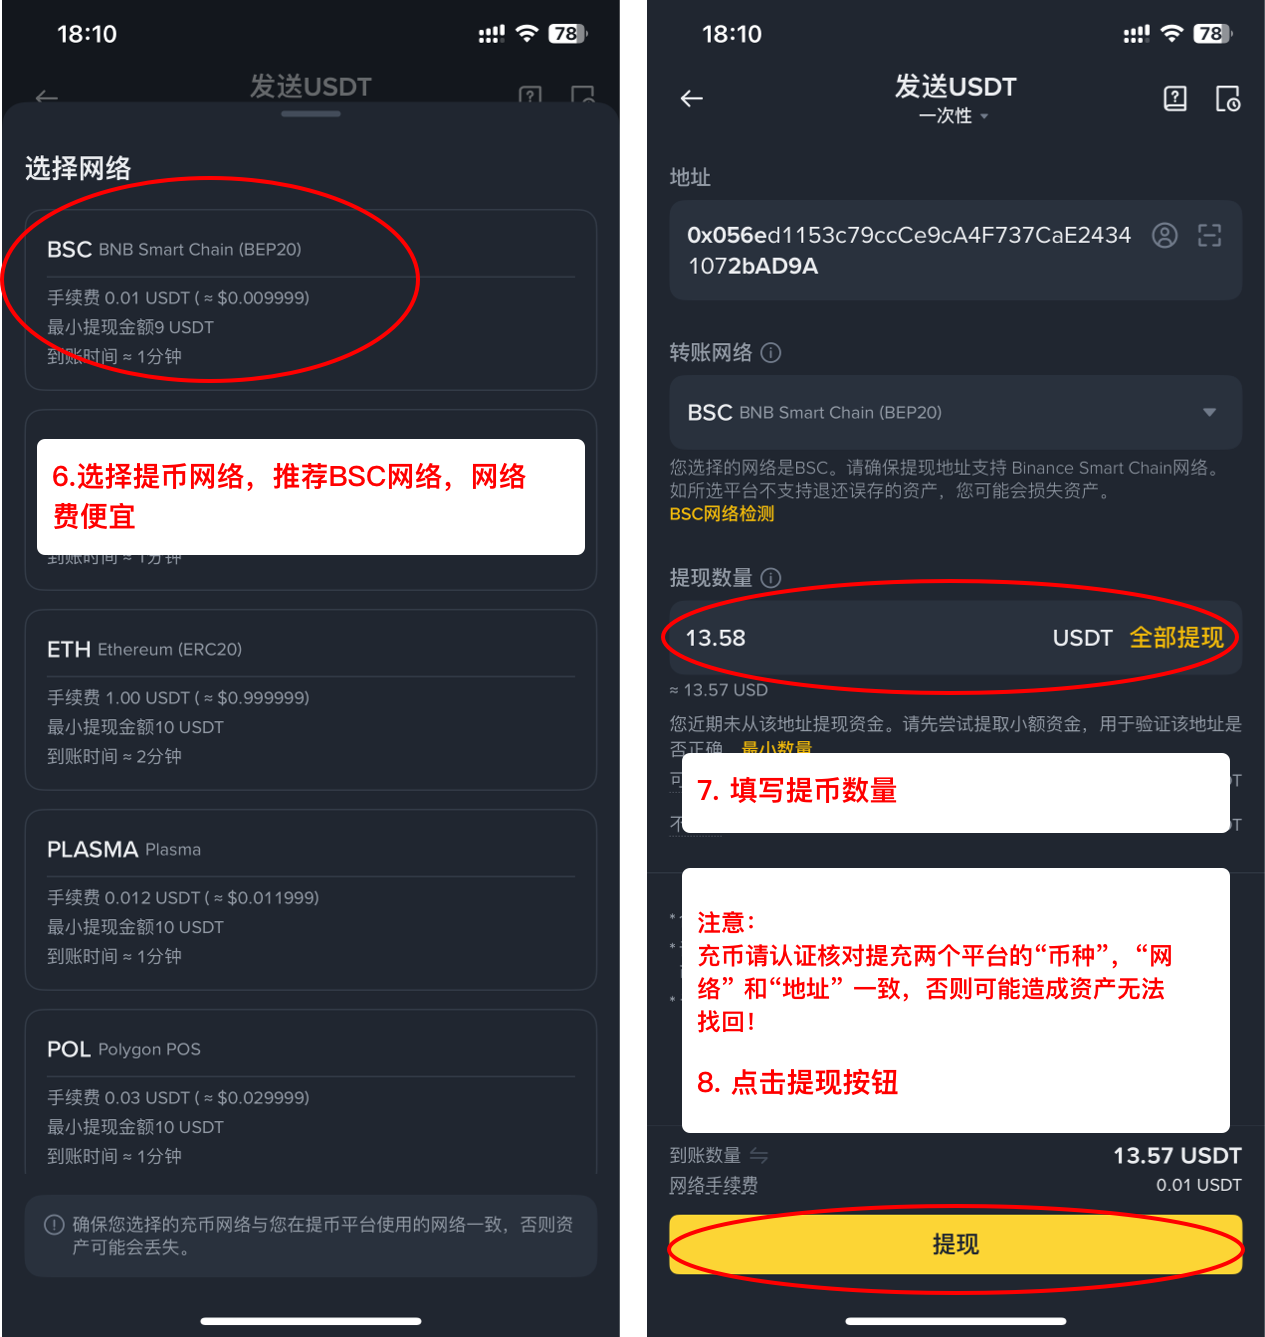 18:10
78
发送USDT
选择网络
BSC BNB Smart Chain (BEP20)
手续费 0.01 USDT ( ≈ $0.009999)
最小提现金额9 USDT
到账时间 ≈ 1分钟
6.选择提币网络，推荐BSC网络，网络
费便宜
到账时间 ≈ 1分钟
ETH Ethereum (ERC20)
手续费 1.00 USDT ( ≈ $0.999999)
最小提现金额10 USDT
到账时间 ≈ 2分钟
PLASMA Plasma
手续费 0.012 USDT ( ≈ $0.011999)
最小提现金额10 USDT
到账时间 ≈ 1分钟
POL Polygon POS
手续费 0.03 USDT ( ≈ $0.029999)
最小提现金额10 USDT
到账时间 ≈ 1分钟
确保您选择的充币网络与您在提币平台使用的网络一致，否则资
产可能会丢失。
18:10
78
发送USDT
一次性
地址
0x056ed1153c79ccCe9cA4F737CaE2434
1072bAD9A
转账网络
BSC BNB Smart Chain (BEP20)
您选择的网络是BSC。请确保提现地址支持 Binance Smart Chain网络。
如所选平台不支持退还误存的资产，您可能会损失资产。
BSC网络检测
提现数量
13.58 USDT 全部提现
≈ 13.57 USD
您近期未从该地址提现资金。请先尝试提取小额资金，用于验证该地址是
否正确 最小数量
可
7. 填写提币数量
不
注意：
充币请认证核对提充两个平台的“币种”，“网
络” 和“地址” 一致，否则可能造成资产无法
找回！
8. 点击提现按钮
到账数量 13.57 USDT
网络手续费 0.01 USDT
提现